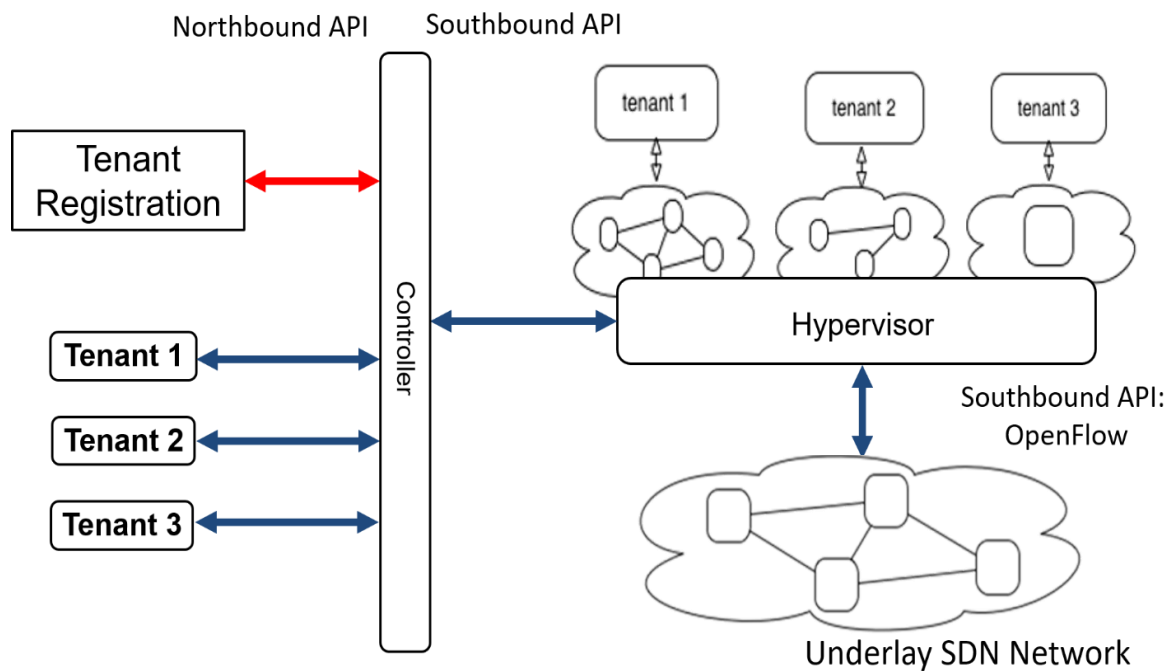 Northbound API
Southbound API
Tenant
Registration
Tenant 1
Tenant 2
Tenant 3
Controller
tenant 1
tenant 2
tenant 3
Hypervisor
Southbound API:
OpenFlow
Underlay SDN Network